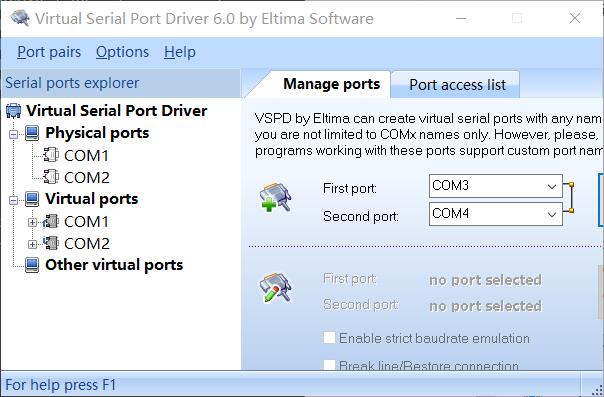 Virtual Serial Port Driver 6.0 by Eltima Software
Port pairs Options Help
Serial ports explorer
Virtual Serial Port Driver
Physical ports
COM1
COM2
Virtual ports
COM1
COM2
Other virtual ports
Manage ports Port access list
VSPD by Eltima can create virtual serial ports with any nam
you are not limited to COMx names only. However, please,
programs working with these ports support custom port nam
First port: COM3
Second port: COM4
First port: no port selected
Second port: no port selected
Enable strict baudrate emulation
Break line/Restore connection
For help press F1